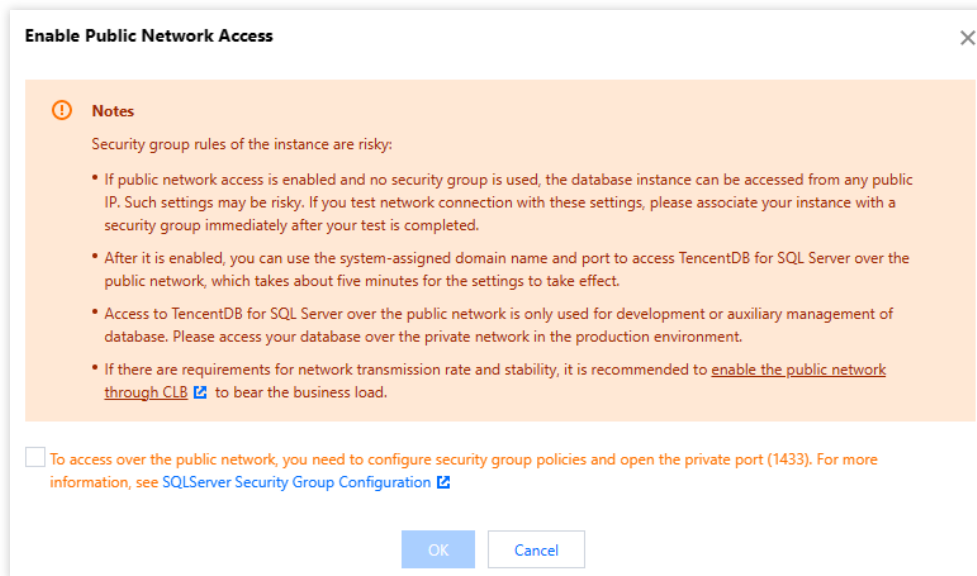 Enable Public Network Access
Notes
Security group rules of the instance are risky:
• If public network access is enabled and no security group is used, the database instance can be accessed from any public
IP. Such settings may be risky. If you test network connection with these settings, please associate your instance with a
security group immediately after your test is completed.
• After it is enabled, you can use the system-assigned domain name and port to access TencentDB for SQL Server over the
public network, which takes about five minutes for the settings to take effect.
• Access to TencentDB for SQL Server over the public network is only used for development or auxiliary management of
database. Please access your database over the private network in the production environment.
• If there are requirements for network transmission rate and stability, it is recommended to enable the public network
through CLB to bear the business load.
To access over the public network, you need to configure security group policies and open the private port (1433). For more
information, see SQLServer Security Group Configuration
OK Cancel